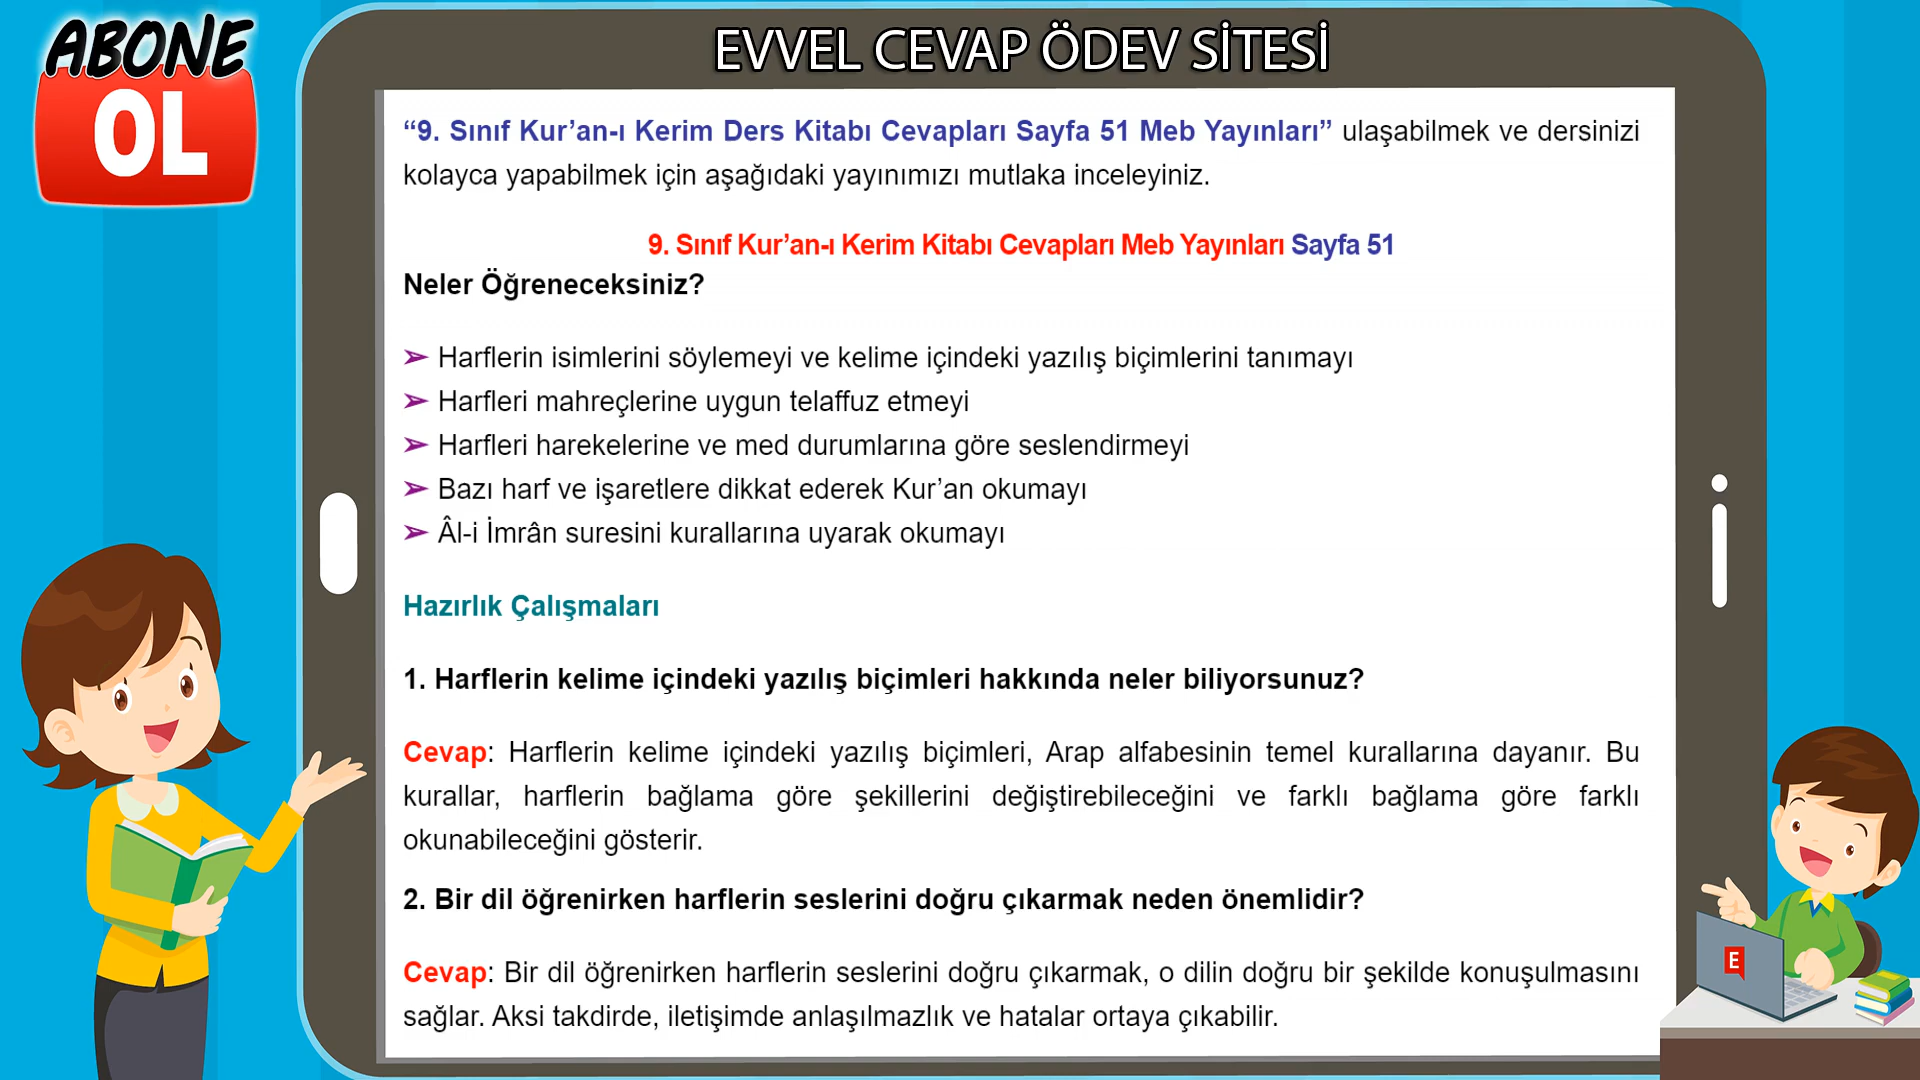 ABONE
OL
EVVEL CEVAP ÖDEV SİTESİ
“9. Sınıf Kur’an-ı Kerim Ders Kitabı Cevapları Sayfa 51 Meb Yayınları” ulaşabilmek ve dersinizi
kolayca yapabilmek için aşağıdaki yayınımızı mutlaka inceleyiniz.
9. Sınıf Kur’an-ı Kerim Kitabı Cevapları Meb Yayınları Sayfa 51
Neler Öğreneceksiniz?
➢ Harflerin isimlerini söylemeyi ve kelime içindeki yazılış biçimlerini tanımayı
➢ Harfleri mahreçlerine uygun telaffuz etmeyi
➢ Harfleri harekelerine ve med durumlarına göre seslendirmeyi
➢ Bazı harf ve işaretlere dikkat ederek Kur’an okumayı
➢ Âl-i İmrân suresini kurallarına uyarak okumayı
Hazırlık Çalışmaları
1. Harflerin kelime içindeki yazılış biçimleri hakkında neler biliyorsunuz?
Cevap: Harflerin kelime içindeki yazılış biçimleri, Arap alfabesinin temel kurallarına dayanır. Bu
kurallar, harflerin bağlama göre şekillerini değiştirebileceğini ve farklı bağlama göre farklı
okunabileceğini gösterir.
2. Bir dil öğrenirken harflerin seslerini doğru çıkarmak neden önemlidir?
Cevap: Bir dil öğrenirken harflerin seslerini doğru çıkarmak, o dilin doğru bir şekilde konuşulmasını
sağlar. Aksi takdirde, iletişimde anlaşılmazlık ve hatalar ortaya çıkabilir.
E